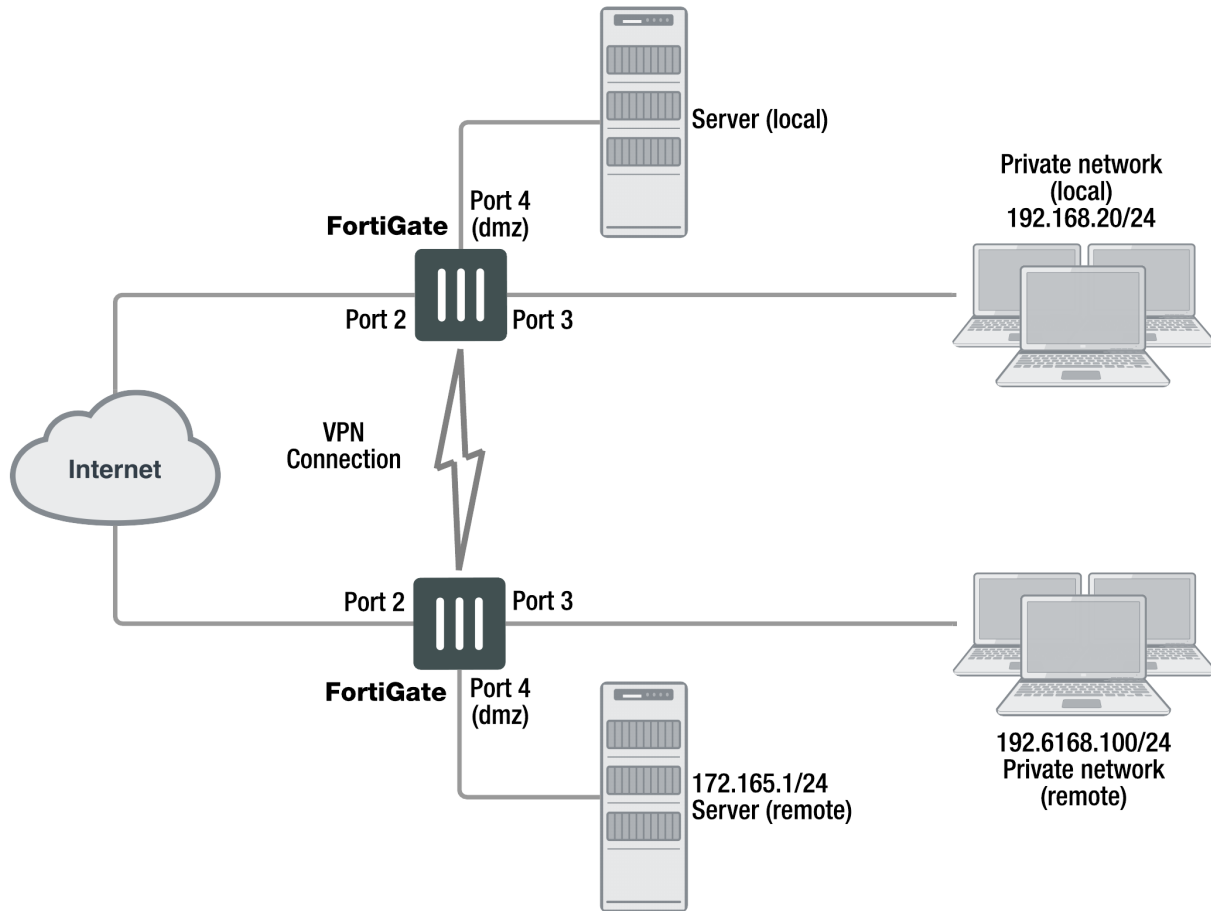 Server (local)
Port 4
(dmz)
FortiGate
Private network
(local)
192.168.20/24
Port 2
Port 3
VPN
Connection
Internet
Port 2
Port 3
FortiGate
Port 4
(dmz)
172.165.1/24
Server (remote)
192.6168.100/24
Private network
(remote)